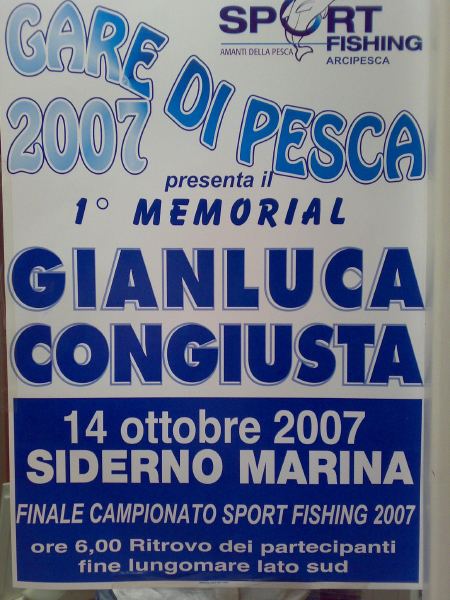 SPORT
AMANTI DELLA PESCA
FISHING
ARCIPESCA
GARE DI PESCA
2007
presenta il
1° MEMORIAL
GIANLUCA
CONGIUSTA
14 ottobre 2007
SIDERNO MARINA
FINALE CAMPIONATO SPORT FISHING 2007
ore 6,00 Ritrovo dei partecipanti
fine lungomare lato sud